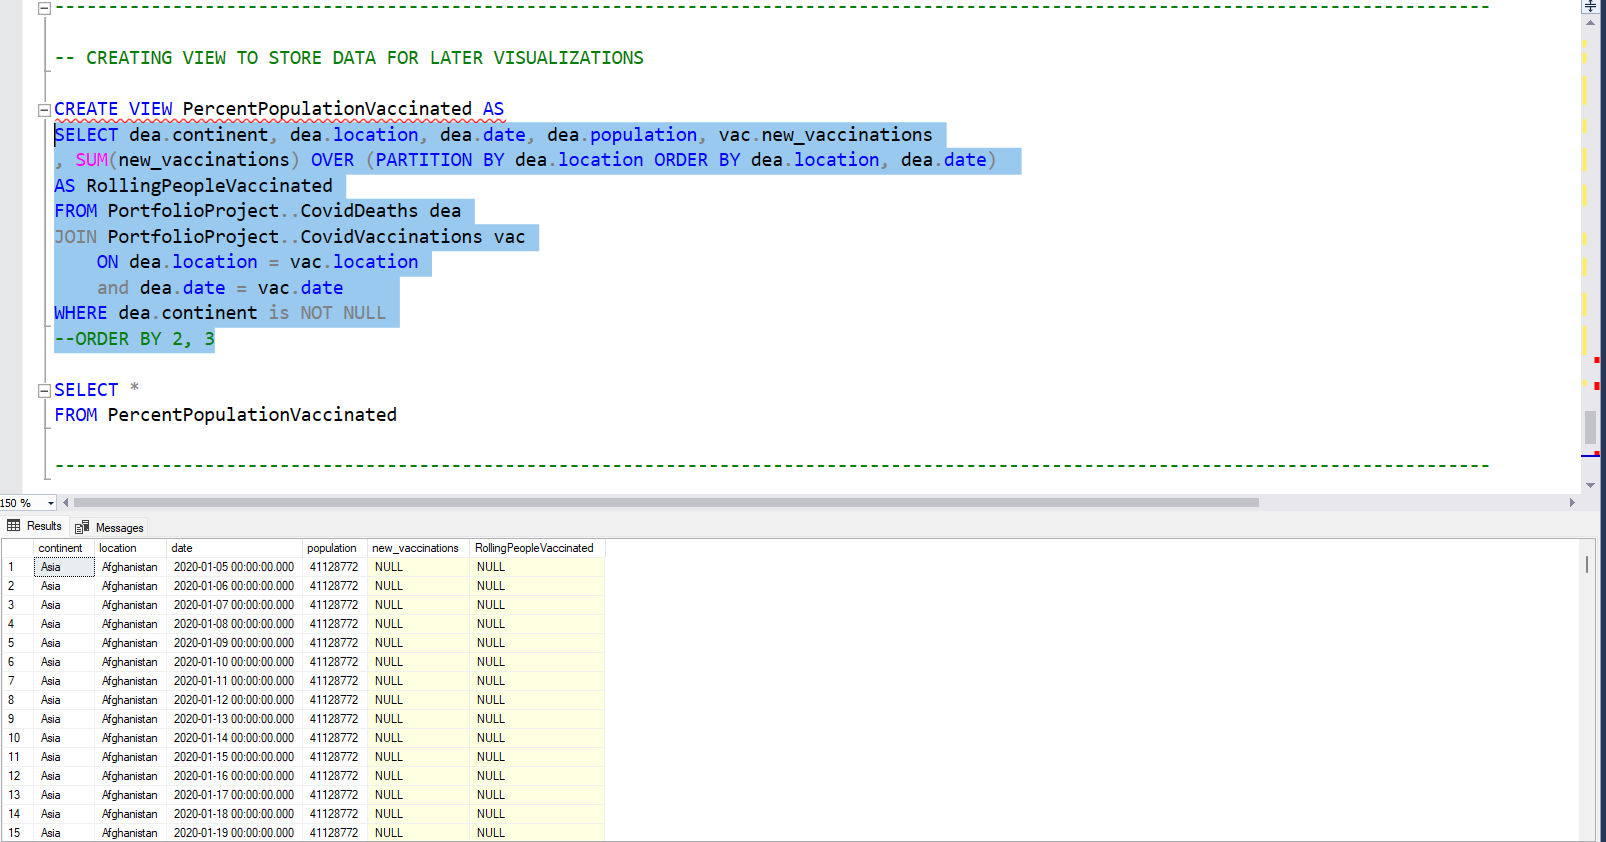 -- CREATING VIEW TO STORE DATA FOR LATER VISUALIZATIONS
CREATE VIEW PercentPopulationVaccinated AS
SELECT dea.continent, dea.location, dea.date, dea.population, vac.new_vaccinations
, SUM(new_vaccinations) OVER (PARTITION BY dea.location ORDER BY dea.location, dea.date)
AS RollingPeopleVaccinated
FROM PortfolioProject..CovidDeaths dea
JOIN PortfolioProject..CovidVaccinations vac
ON dea.location = vac.location
and dea.date = vac.date
WHERE dea.continent is NOT NULL
--ORDER BY 2, 3
SELECT *
FROM PercentPopulationVaccinated
150 %
Results Messages
continent location date population new_vaccinations RollingPeopleVaccinated
1 Asia Afghanistan 2020-01-05 00:00:00.000 41128772 NULL NULL
2 Asia Afghanistan 2020-01-06 00:00:00.000 41128772 NULL NULL
3 Asia Afghanistan 2020-01-07 00:00:00.000 41128772 NULL NULL
4 Asia Afghanistan 2020-01-08 00:00:00.000 41128772 NULL NULL
5 Asia Afghanistan 2020-01-09 00:00:00.000 41128772 NULL NULL
6 Asia Afghanistan 2020-01-10 00:00:00.000 41128772 NULL NULL
7 Asia Afghanistan 2020-01-11 00:00:00.000 41128772 NULL NULL
8 Asia Afghanistan 2020-01-12 00:00:00.000 41128772 NULL NULL
9 Asia Afghanistan 2020-01-13 00:00:00.000 41128772 NULL NULL
10 Asia Afghanistan 2020-01-14 00:00:00.000 41128772 NULL NULL
11 Asia Afghanistan 2020-01-15 00:00:00.000 41128772 NULL NULL
12 Asia Afghanistan 2020-01-16 00:00:00.000 41128772 NULL NULL
13 Asia Afghanistan 2020-01-17 00:00:00.000 41128772 NULL NULL
14 Asia Afghanistan 2020-01-18 00:00:00.000 41128772 NULL NULL
15 Asia Afghanistan 2020-01-19 00:00:00.000 41128772 NULL NULL